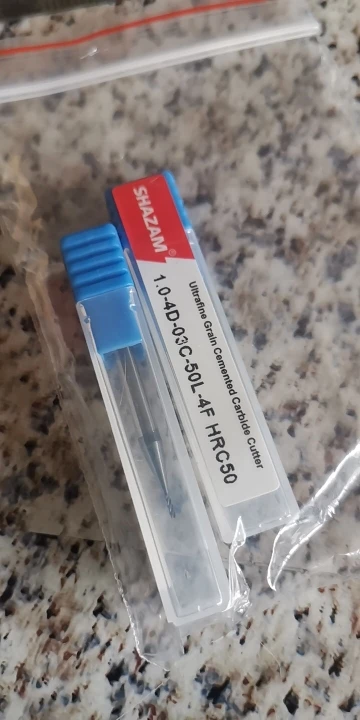 SHAZAM®
Ultrafine Grain Cemented Carbide Cutter
1.0-4D-03C-50L-4F HRC50